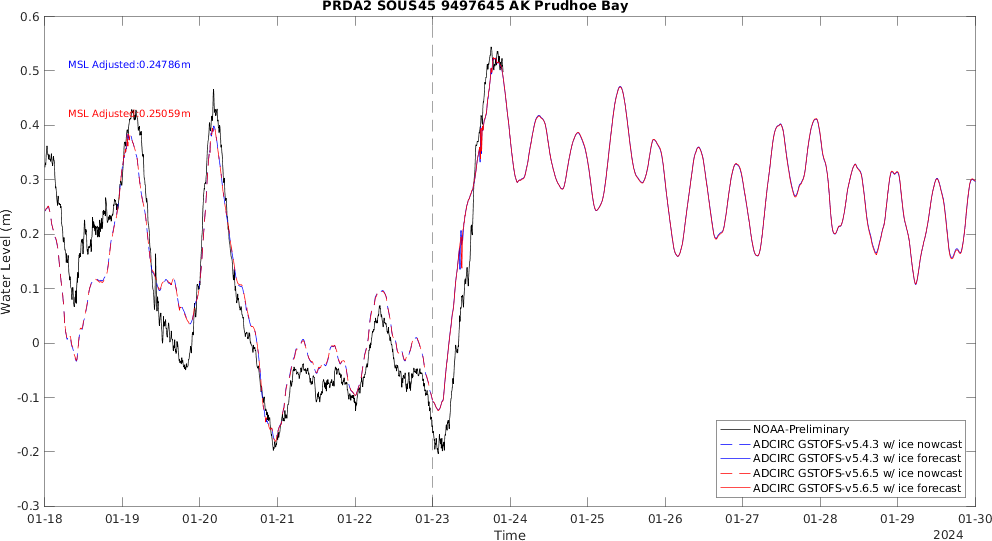 PRDA2 SOUS45 9497645 AK Prudhoe Bay
0.6
MSL Adjusted:0.24786m
0.5
MSL Adjusted:0.25059m
0.4
0.3
0.2
Water Level (m)
0.1
0
-0.1
-0.2
-0.3
NOAA-Preliminary
ADCIRC GSTOFS-v5.4.3 w/ ice nowcast
ADCIRC GSTOFS-v5.4.3 w/ ice forecast
ADCIRC GSTOFS-v5.6.5 w/ ice nowcast
ADCIRC GSTOFS-v5.6.5 w/ ice forecast
01-18 01-19 01-20 01-21 01-22 01-23 01-24 01-25 01-26 01-27 01-28 01-29 01-30
Time
2024